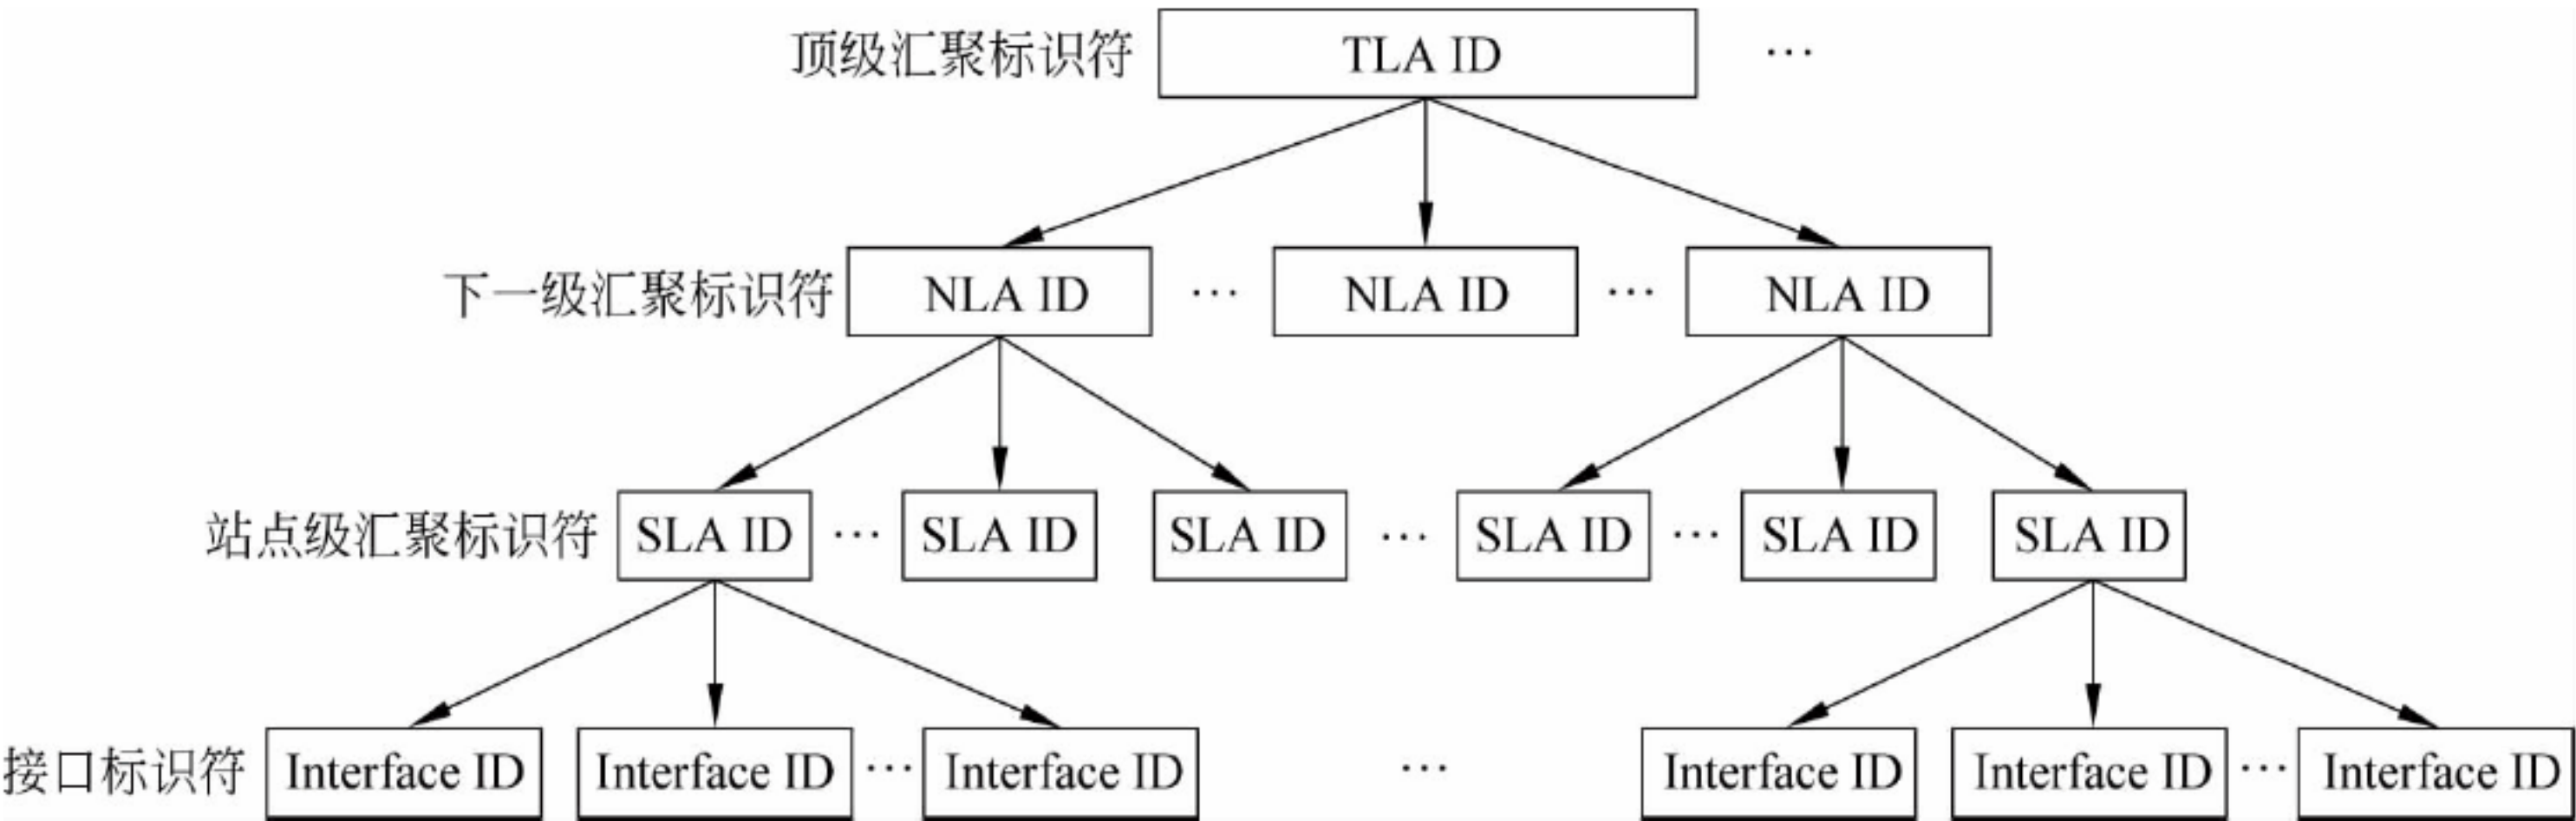 顶级汇聚标识符 TLA ID …
下一级汇聚标识符 NLA ID … NLA ID … NLA ID
站点级汇聚标识符 SLA ID … SLA ID SLA ID … SLA ID … SLA ID SLA ID
接口标识符 Interface ID Interface ID … Interface ID … Interface ID Interface ID … Interface ID